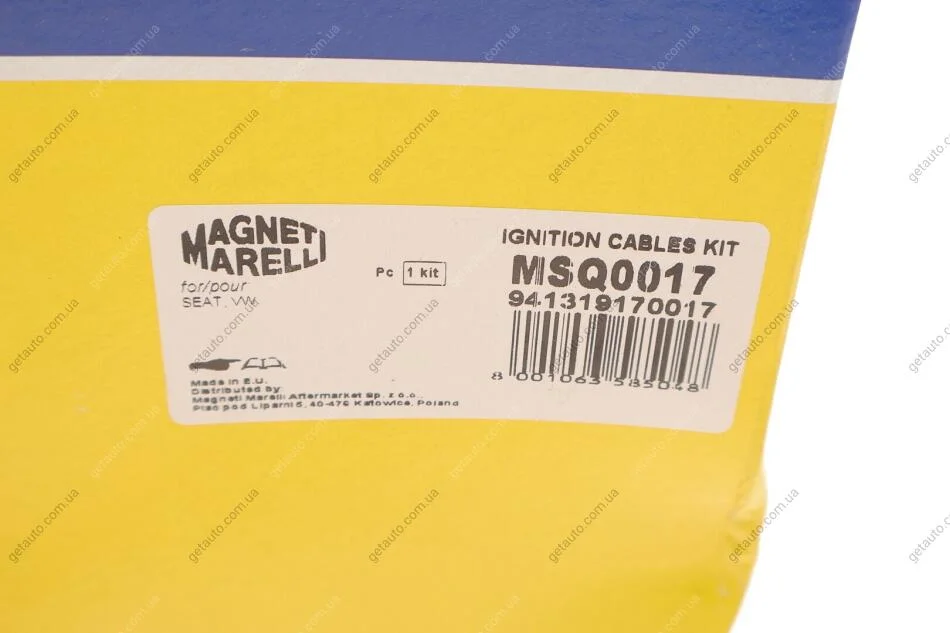 MAGNETI
MARELLI
for/pour
SEAT, VW
Pc 1 kit
IGNITION CABLES KIT
MSQ0017
941319170017
8 001063 585048
Made in E.U.
Distributed by:
Magneti Marelli Aftermarket Sp. z o.o.,
Plac pod Lipami 5, 40-476 Katowice, Poland
getauto.com.ua